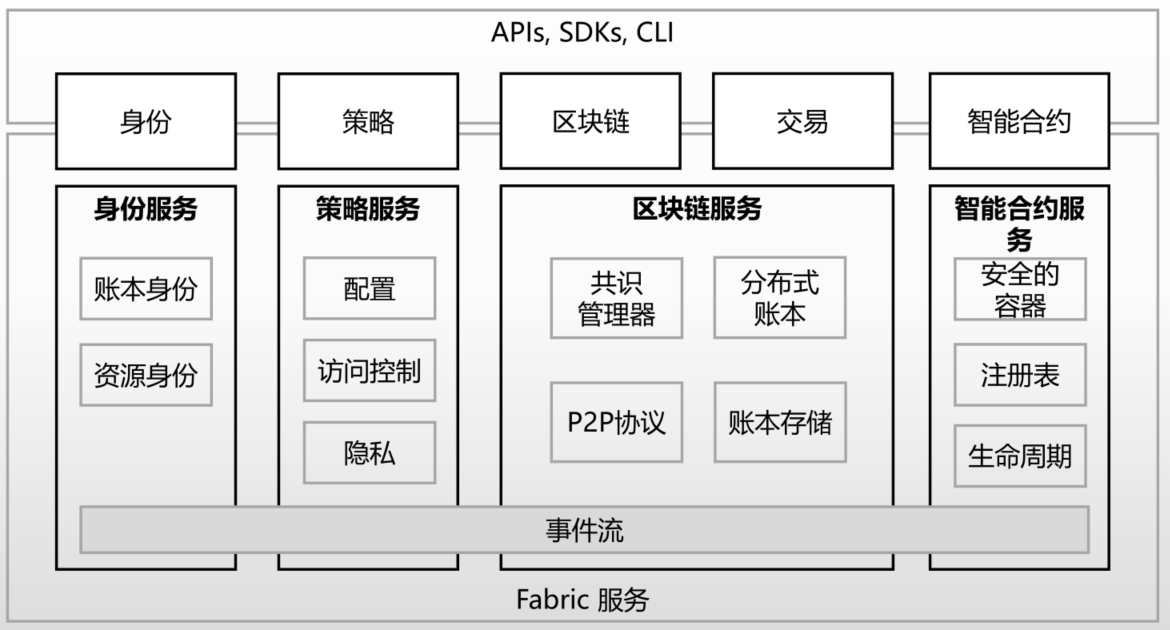 APIs, SDKs, CLI
身份
策略
区块链
交易
智能合约
身份服务
账本身份
资源身份
策略服务
配置
访问控制
隐私
区块链服务
共识
管理器
分布式
账本
P2P协议
账本存储
智能合约服
务
安全的
容器
注册表
生命周期
事件流
Fabric 服务